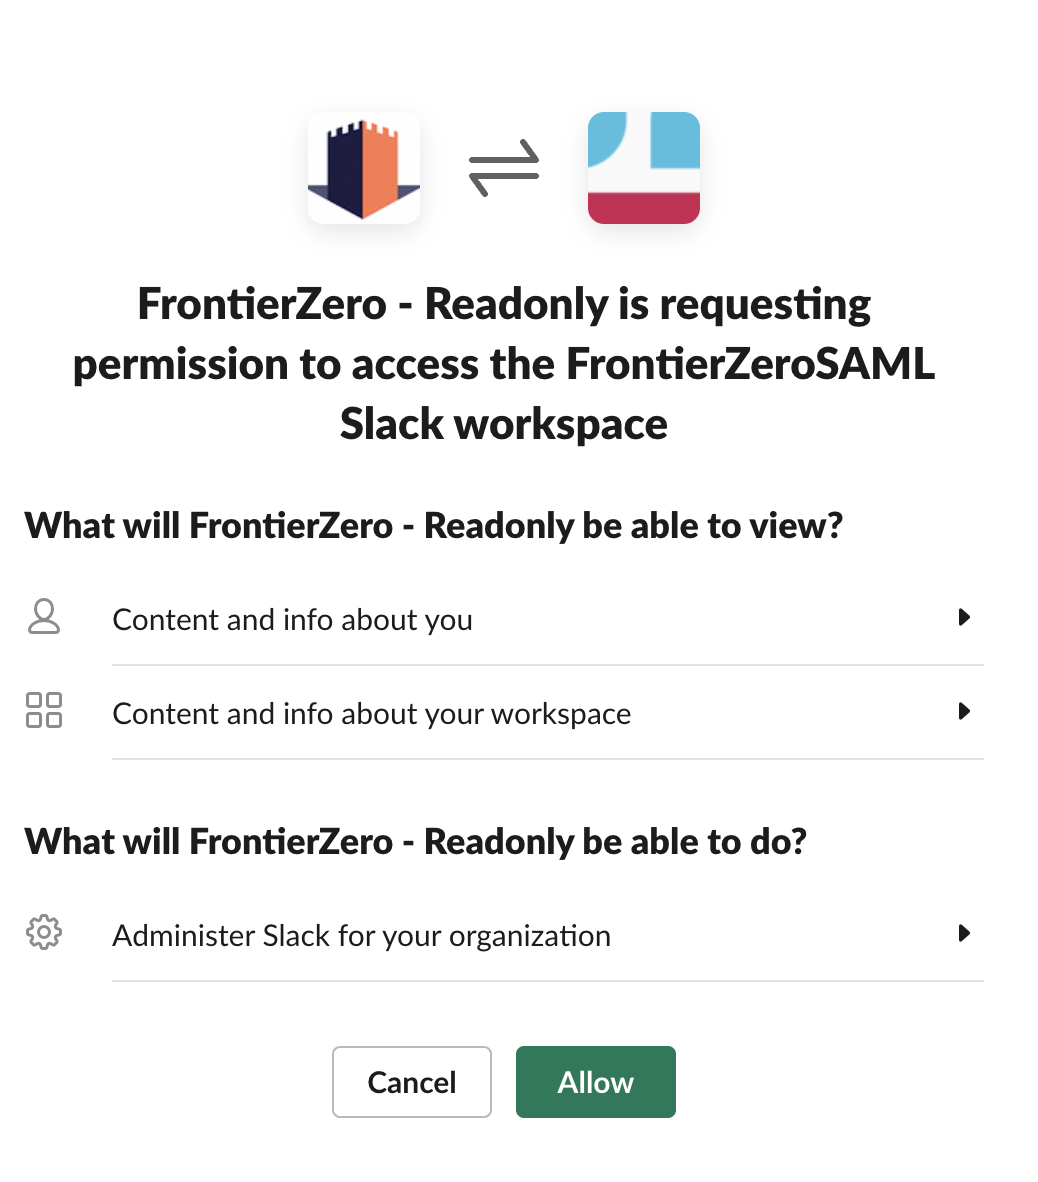 FrontierZero - Readonly is requesting
permission to access the FrontierZeroSAML
Slack workspace
What will FrontierZero - Readonly be able to view?
Content and info about you
Content and info about your workspace
What will FrontierZero - Readonly be able to do?
Administer Slack for your organization
Cancel
Allow